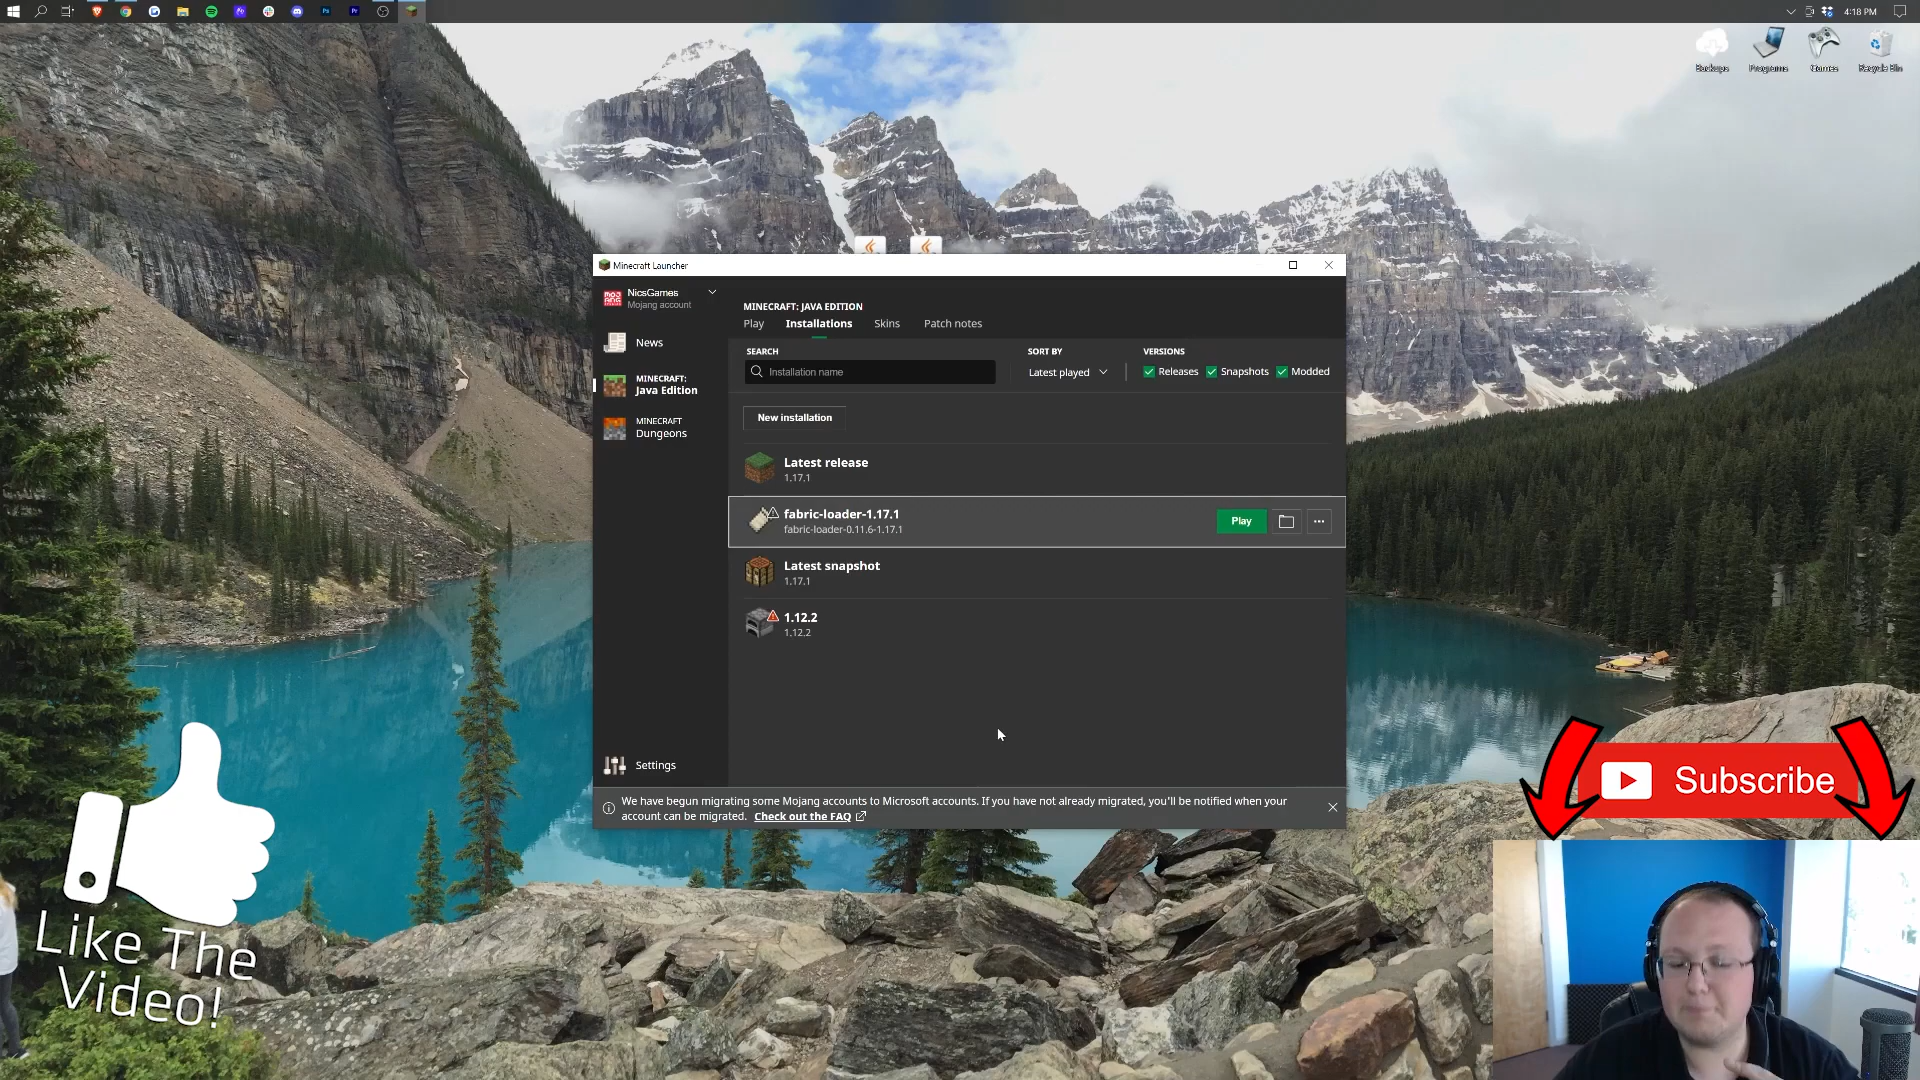 4:18 PM
Backups
Programs
Games
Recycle Bin
Minecraft Launcher
NicsGames
Mojang account
News
MINECRAFT:
Java Edition
MINECRAFT
Dungeons
Settings
MINECRAFT: JAVA EDITION
Play Installations Skins Patch notes
SEARCH SORT BY VERSIONS
Installation name Latest played Releases Snapshots Modded
New installation
Latest release
1.17.1
fabric-loader-1.17.1
fabric-loader-0.11.6-1.17.1
Play
Latest snapshot
1.17.1
1.12.2
1.12.2
We have begun migrating some Mojang accounts to Microsoft accounts. If you have not already migrated, you'll be notified when your
account can be migrated. Check out the FAQ
Like The
Video!
Subscribe